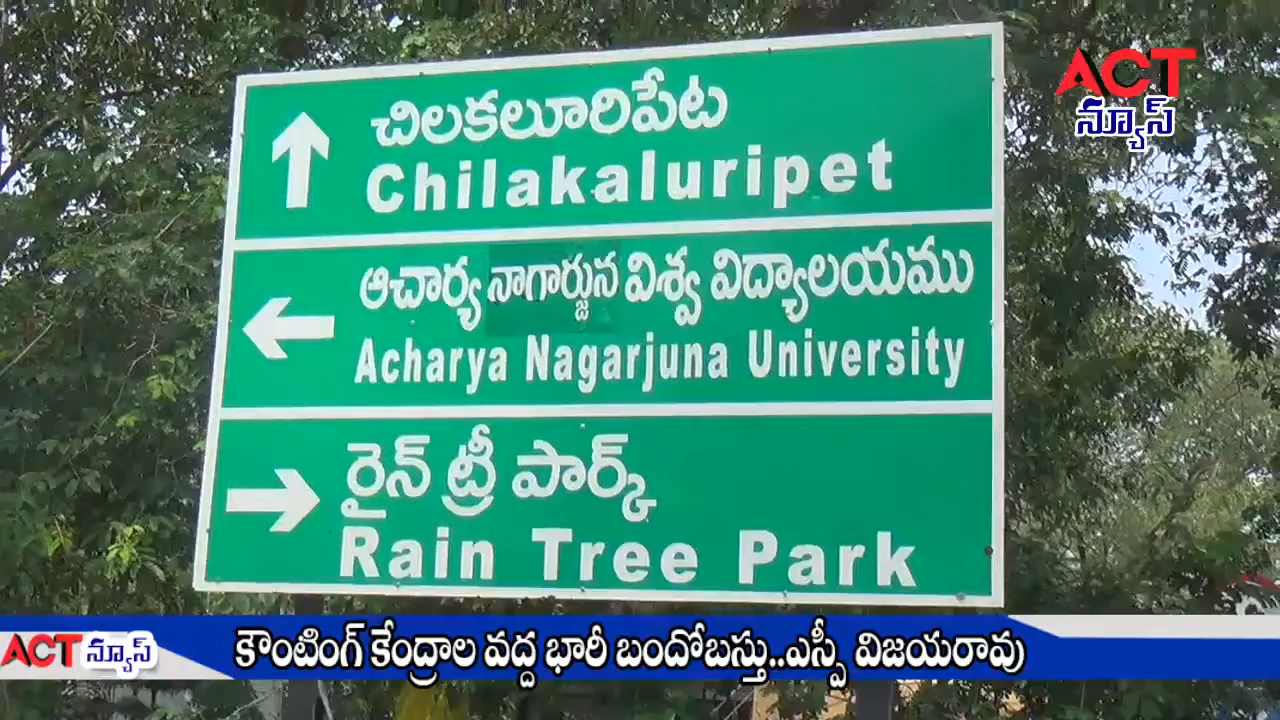 ACT
న్యూస్
చిలకలూరిపేట
Chilakaluripet
ఆచార్య నాగార్జున విశ్వ విద్యాలయము
Acharya Nagarjuna University
రైన్ ట్రీ పార్క్
Rain Tree Park
ACT న్యూస్
కౌంటింగ్ కేంద్రాల వద్ద భారీ బందోబస్తు..ఎస్పీ విజయరావు